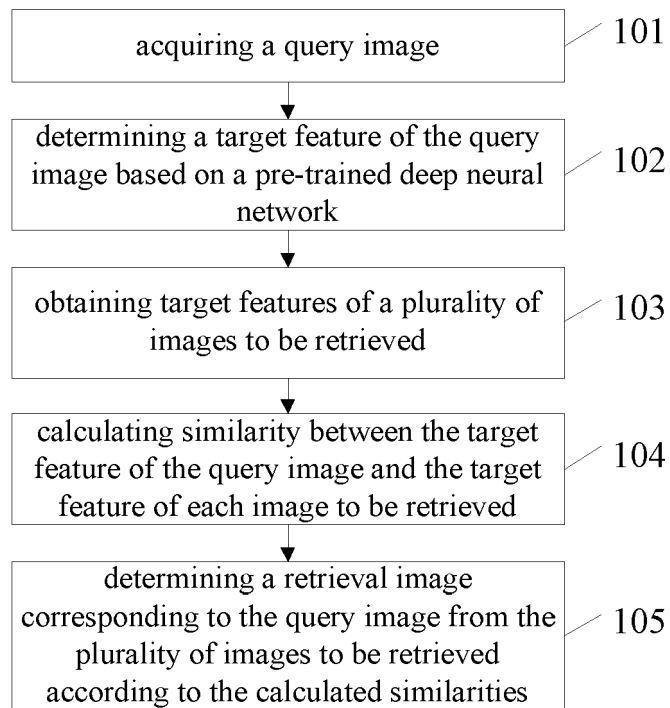 acquiring a query image
101
determining a target feature of the query
image based on a pre-trained deep neural
network
102
obtaining target features of a plurality of
images to be retrieved
103
calculating similarity between the target
feature of the query image and the target
feature of each image to be retrieved
104
determining a retrieval image
corresponding to the query image from the
plurality of images to be retrieved
according to the calculated similarities
105